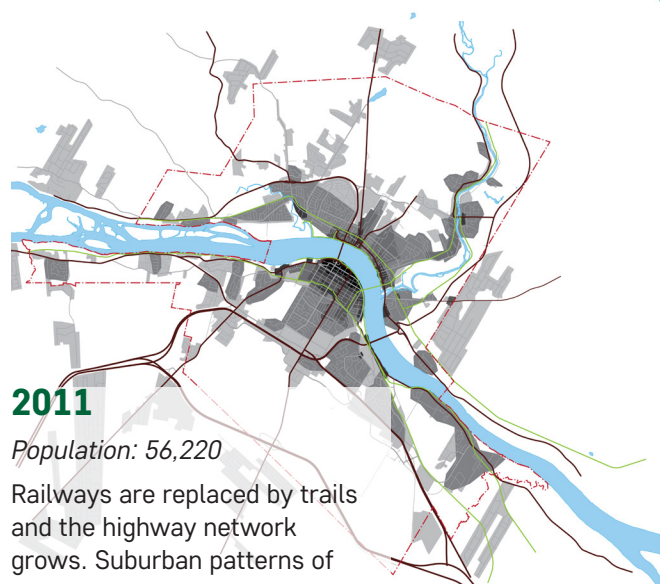 2011
Population: 56,220
Railways are replaced by trails
and the highway network
grows. Suburban patterns of